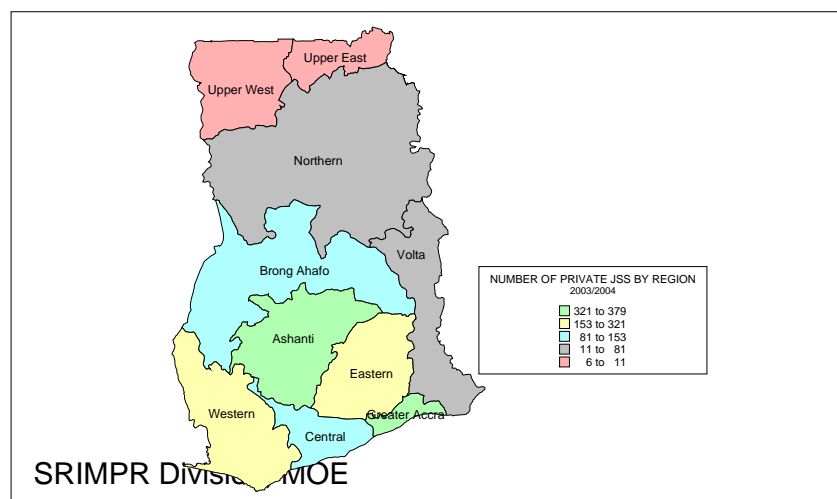 Upper East
Upper West
Northern
Volta
Brong Ahafo
NUMBER OF PRIVATE JSS BY REGION
2003/2004
321 to 379
153 to 321
81 to 153
11 to 81
6 to 11
Ashanti
Eastern
Western
Greater Accra
Central
SRIMPR Division MOE